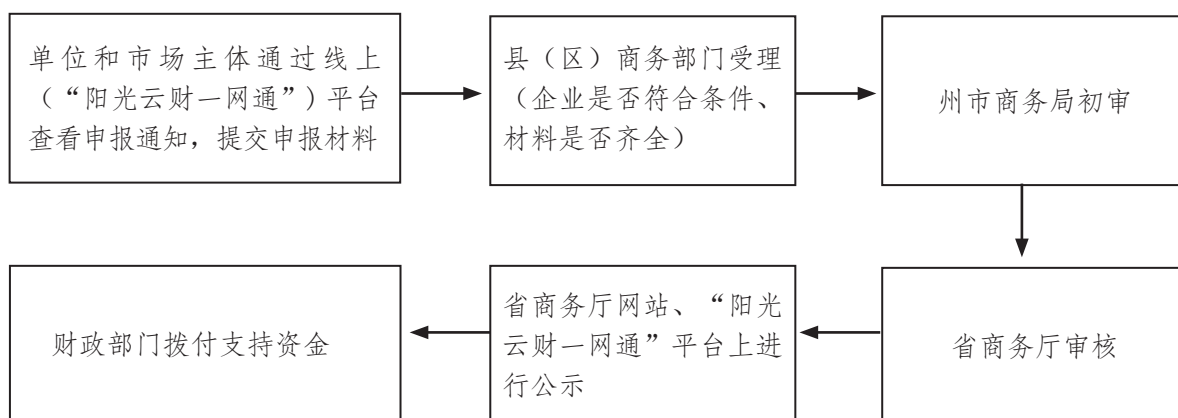 单位和市场主体通过线上
（“阳光云财一网通”）平台
查看申报通知，提交申报材料
县（区）商务部门受理
（企业是否符合条件、
材料是否齐全）
州市商务局初审
省商务厅审核
省商务厅网站、“阳光
云财一网通”平台上进
行公示
财政部门拨付支持资金